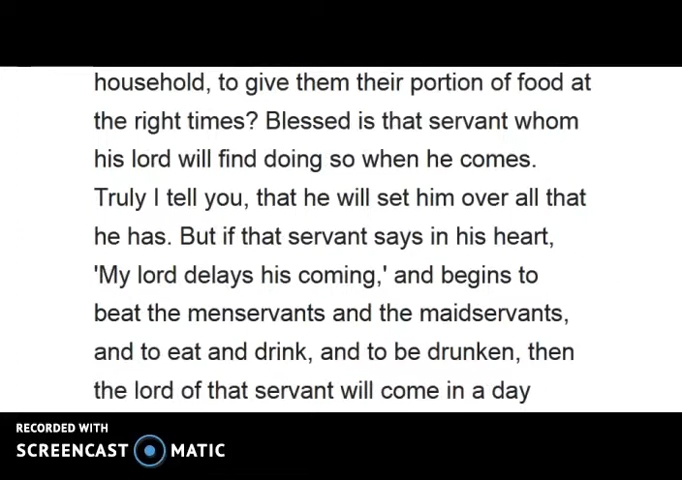 household, to give them their portion of food at
the right times? Blessed is that servant whom
his lord will find doing so when he comes.
Truly I tell you, that he will set him over all that
he has. But if that servant says in his heart,
'My lord delays his coming,' and begins to
beat the menservants and the maidservants,
and to eat and drink, and to be drunken, then
the lord of that servant will come in a day
RECORDED WITH
SCREENCAST MATIC